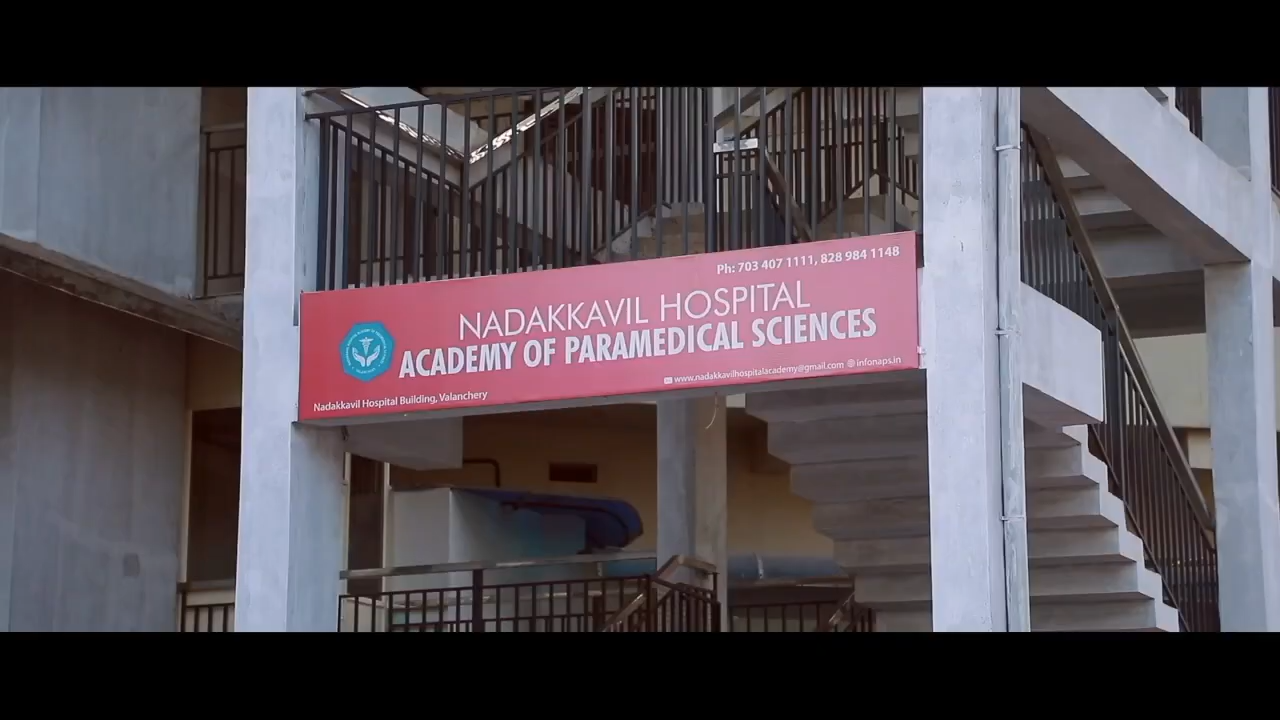 Ph: 703 407 1111, 828 984 1148
NADAKKAVIL HOSPITAL
ACADEMY OF PARAMEDICAL SCIENCES
www.nadakkavilhospitalacademy@gmail.com infonaps.in
Nadakkavil Hospital Building, Valanchery